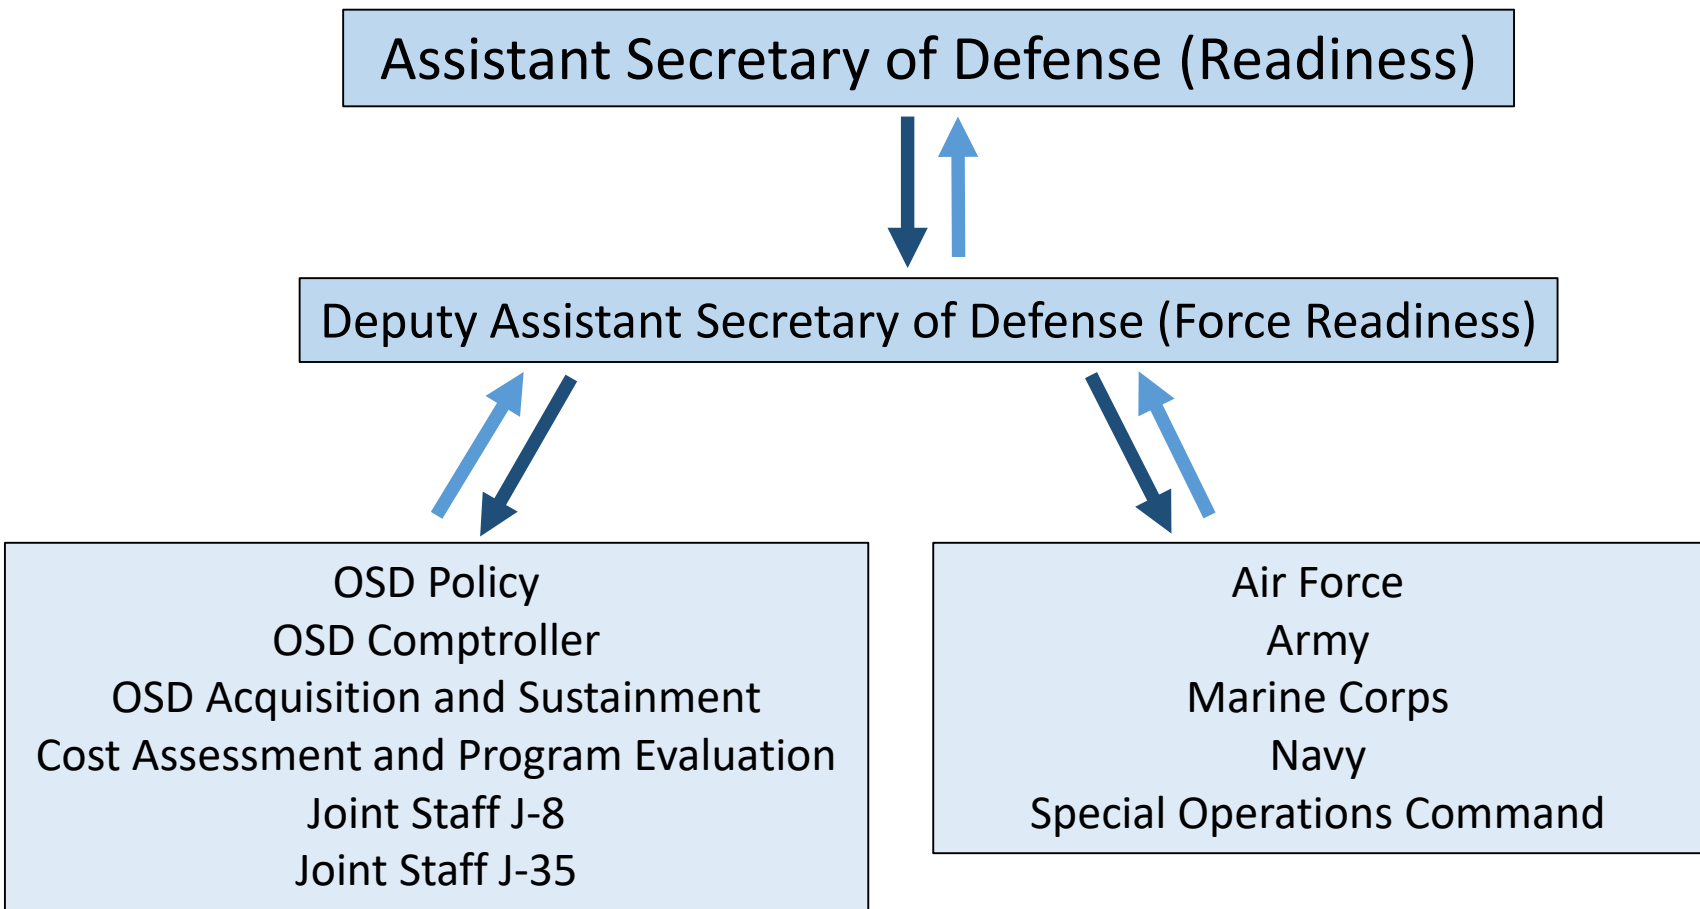 Assistant Secretary of Defense (Readiness)
Deputy Assistant Secretary of Defense (Force Readiness)
OSD Policy
OSD Comptroller
OSD Acquisition and Sustainment
Cost Assessment and Program Evaluation
Joint Staff J-8
Joint Staff J-35
Air Force
Army
Marine Corps
Navy
Special Operations Command